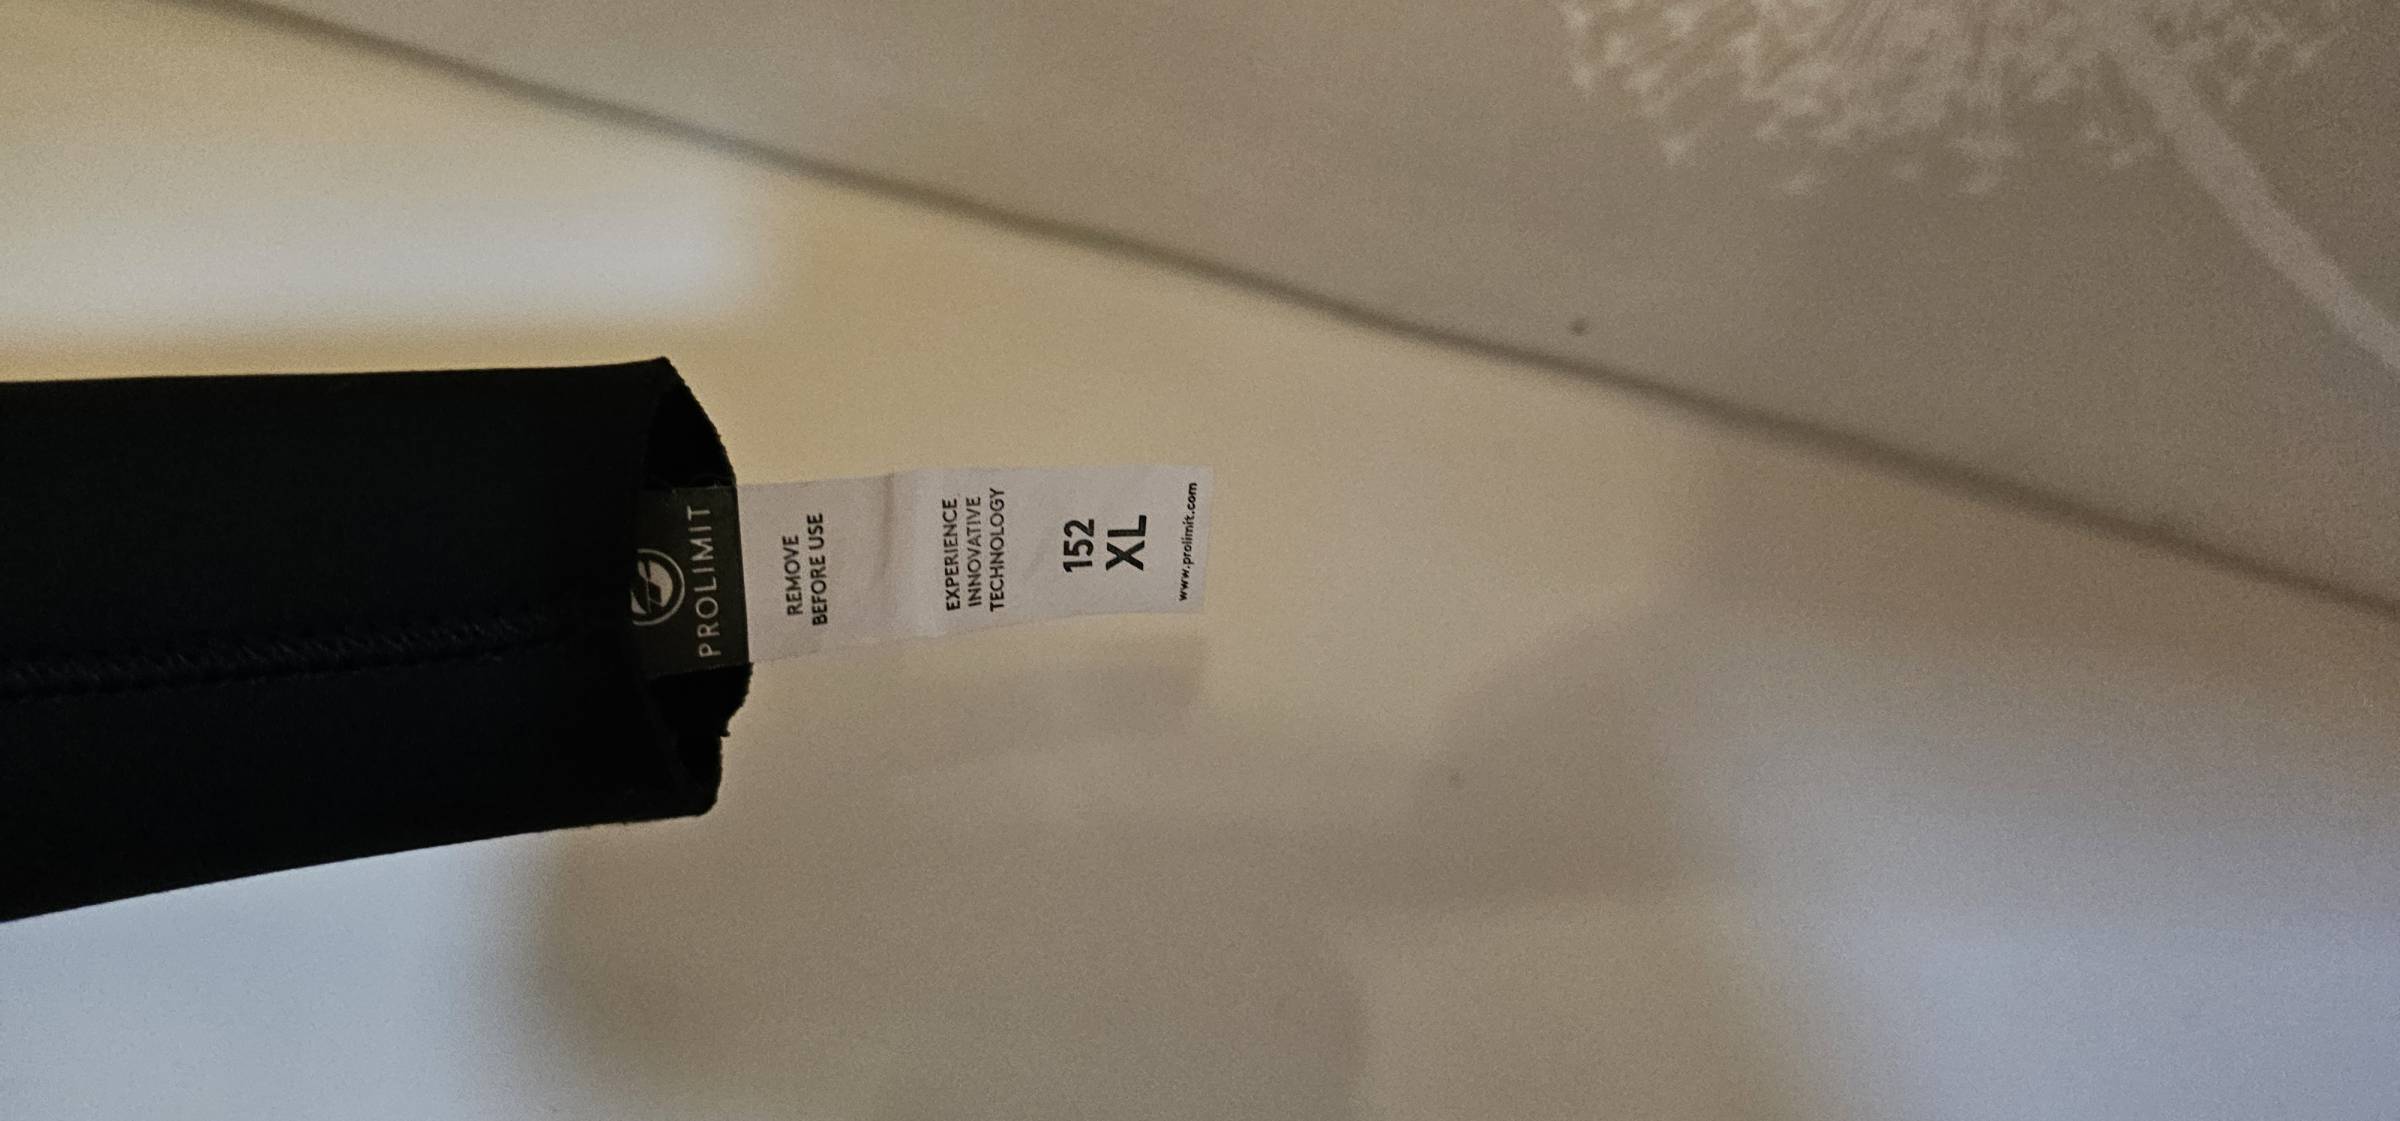 PROLIMIT
REMOVE
BEFORE USE
EXPERIENCE
INNOVATIVE
TECHNOLOGY
152
XL
www.prolimit.com